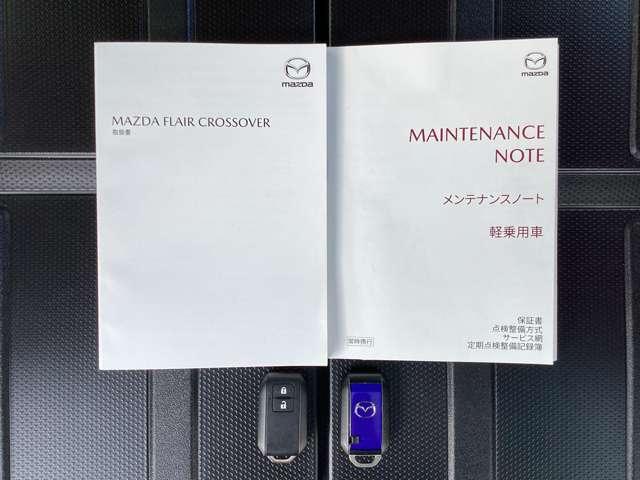 mazda
MAZDA FLAIR CROSSOVER
取扱書
mazda
MAINTENANCE
NOTE
メンテナンスノート
軽乗用車
保証書
点検整備方式
サービス網
定期点検整備記録簿
常時携行